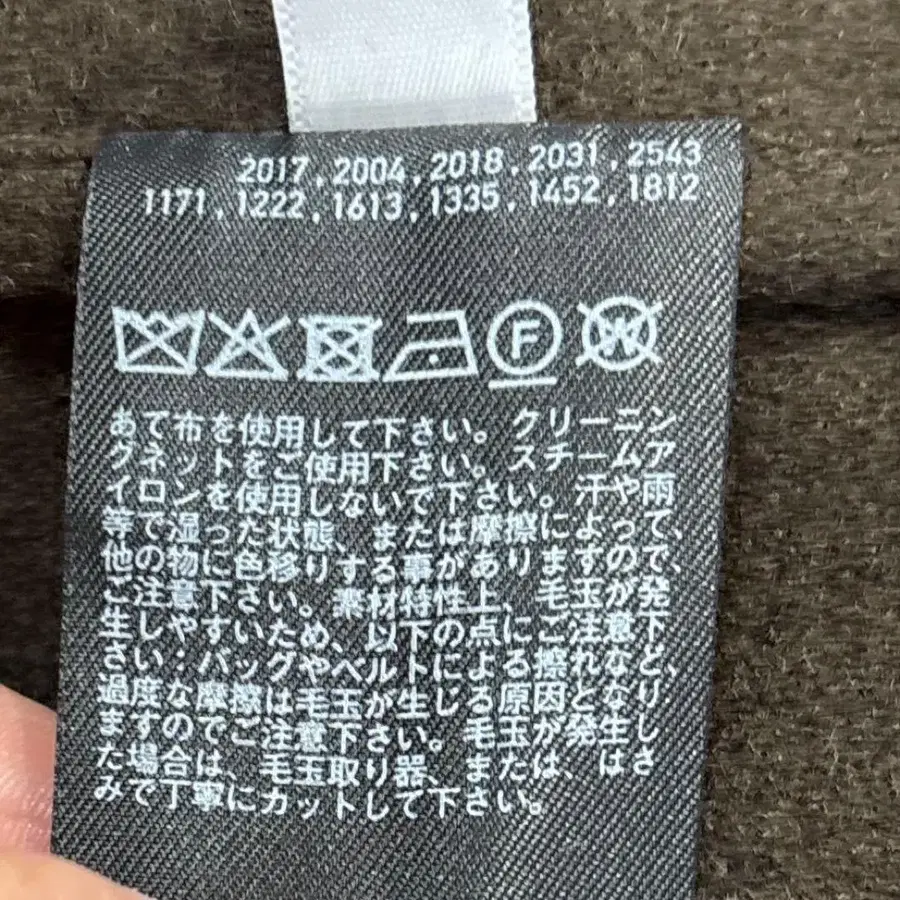 2017 , 2004 , 2018 , 2031 , 2543
1171 , 1222 , 1613 , 1335 , 1452 , 1812
F W
あて布を使用して下さい。クリーニン
グネットをご使用下さい。スチームア
イロンを使用しないで下さい。汗や雨
等で湿った状態、または摩擦によって、
他の物に色移りする事がありますので、
ご注意下さい。素材特性上、毛玉が発
生しやすいため、以下の点にご注意下
さい:バッグやベルトによる擦れなど、
過度な摩擦は毛玉が生じる原因となり
ますのでご注意下さい。毛玉が発生し
た場合は、毛玉取り器、または、はさ
みで丁寧にカットして下さい。